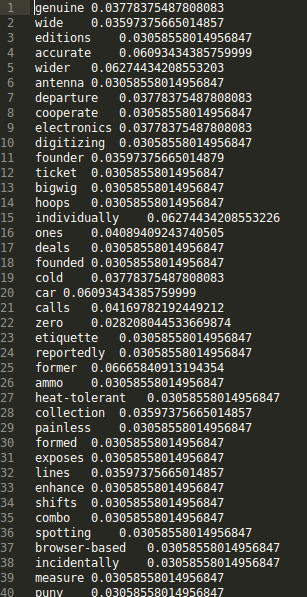 1 genuine 0.03778375487808083
2 wide 0.03597375665014857
3 editions 0.03058558014956847
4 accurate 0.06093434385759999
5 wider 0.06274434208553203
6 antenna 0.03058558014956847
7 departure 0.03778375487808083
8 cooperate 0.03058558014956847
9 electronics 0.03778375487808083
10 digitizing 0.03058558014956847
11 founder 0.03597375665014879
12 ticket 0.03058558014956847
13 bigwig 0.03058558014956847
14 hoops 0.03058558014956847
15 individually 0.06274434208553226
16 ones 0.04089409243740505
17 deals 0.03058558014956847
18 founded 0.03058558014956847
19 cold 0.03778375487808083
20 car 0.06093434385759999
21 calls 0.04169782192449212
22 zero 0.028208044533669874
23 etiquette 0.03058558014956847
24 reportedly 0.03058558014956847
25 former 0.06665840913194354
26 ammo 0.03058558014956847
27 heat-tolerant 0.03058558014956847
28 collection 0.03597375665014857
29 painless 0.03058558014956847
30 formed 0.03058558014956847
31 exposes 0.03058558014956847
32 lines 0.03597375665014857
33 enhance 0.03058558014956847
34 shifts 0.03058558014956847
35 combo 0.03058558014956847
36 spotting 0.03058558014956847
37 browser-based 0.03058558014956847
38 incidentally 0.03058558014956847
39 measure 0.03058558014956847
40 puny 0.03058558014956847